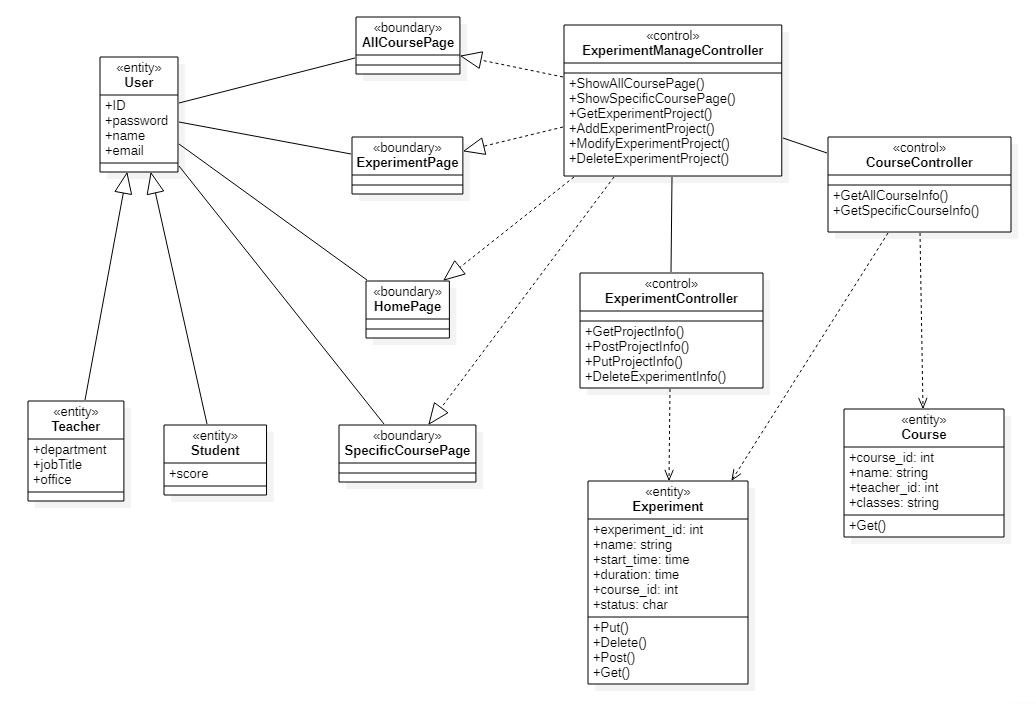 «boundary»
AllCoursePage
«control»
ExperimentManageController
+ShowAllCoursePage()
+ShowSpecificCoursePage()
+GetExperimentProject()
+AddExperimentProject()
+ModifyExperimentProject()
+DeleteExperimentProject()
«entity»
User
+ID
+password
+name
+email
«boundary»
ExperimentPage
«control»
CourseController
+GetAllCourseInfo()
+GetSpecificCourseInfo()
«boundary»
HomePage
«control»
ExperimentController
+GetProjectInfo()
+PostProjectInfo()
+PutProjectInfo()
+DeleteExperimentInfo()
«entity»
Teacher
+department
+jobTitle
+office
«entity»
Student
+score
«boundary»
SpecificCoursePage
«entity»
Course
+course_id: int
+name: string
+teacher_id: int
+classes: string
+Get()
«entity»
Experiment
+experiment_id: int
+name: string
+start_time: time
+duration: time
+course_id: int
+status: char
+Put()
+Delete()
+Post()
+Get()